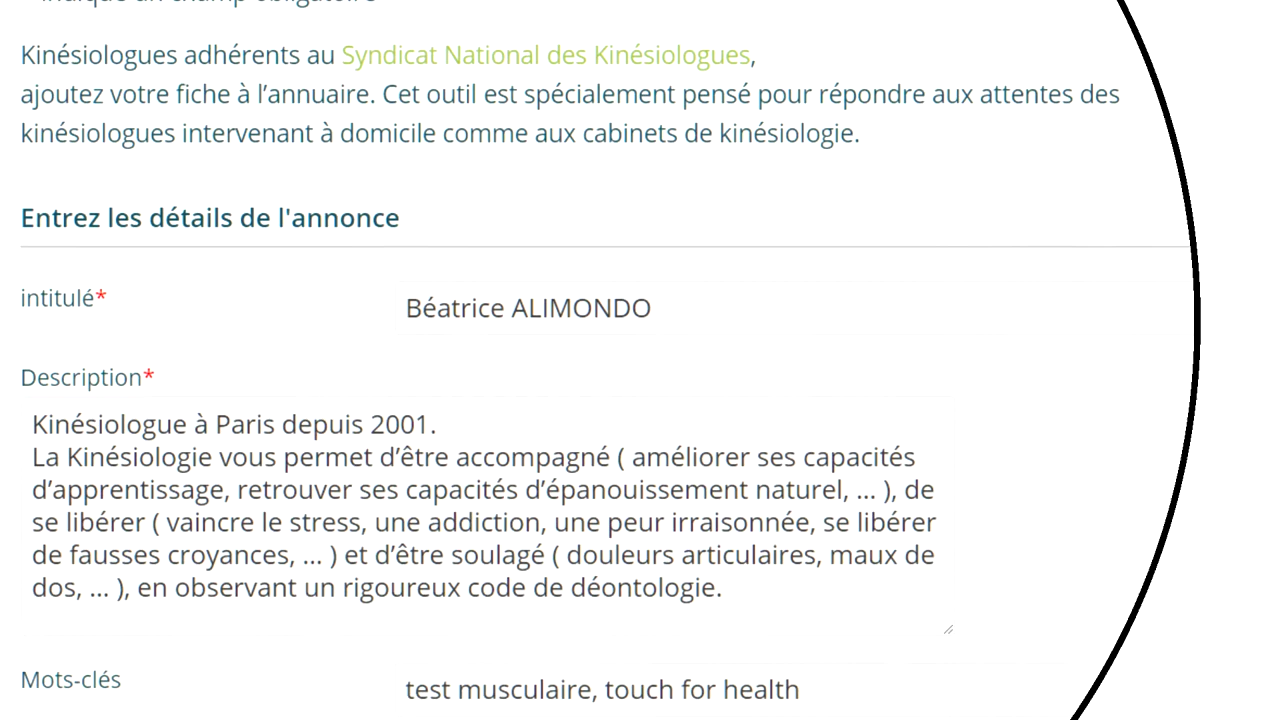 Kinésiologues adhérents au Syndicat National des Kinésiologues,
ajoutez votre fiche à l’annuaire. Cet outil est spécialement pensé pour répondre aux attentes des
kinésiologues intervenant à domicile comme aux cabinets de kinésiologie.
Entrez les détails de l'annonce
intitulé*
Béatrice ALIMONDO
Description*
Kinésiologue à Paris depuis 2001.
La Kinésiologie vous permet d’être accompagné ( améliorer ses capacités
d’apprentissage, retrouver ses capacités d’épanouissement naturel, ... ), de
se libérer ( vaincre le stress, une addiction, une peur irraisonnée, se libérer
de fausses croyances, ... ) et d’être soulagé ( douleurs articulaires, maux de
dos, ... ), en observant un rigoureux code de déontologie.
Mots-clés
test musculaire, touch for health